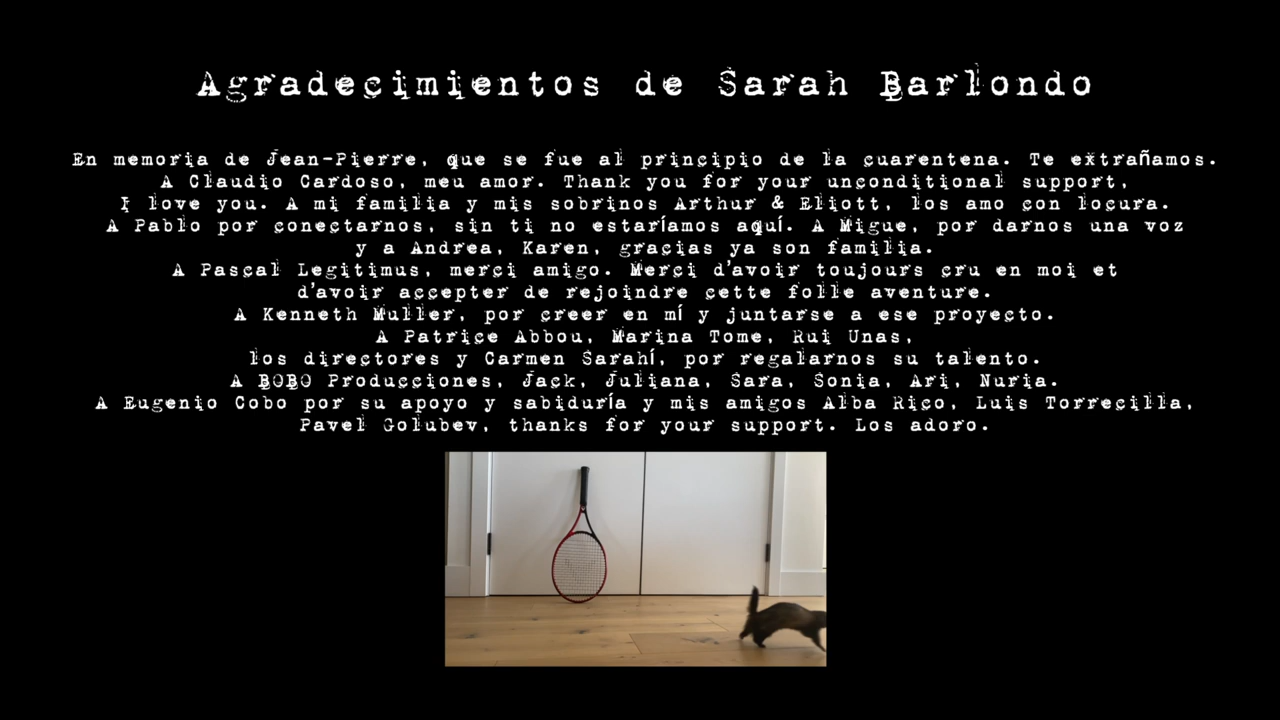 Agradecimientos de Sarah Barlondo
En memoria de Jean-Pierre, que se fue al principio de la cuarentena. Te extrañamos.
A Claudio Cardoso, meu amor. Thank you for your unconditional support,
I love you. A mi familia y mis sobrinos Arthur & Eliott, los amo con locura.
A Pablo por conectarnos, sin ti no estaríamos aquí. A Migue, por darnos una voz
y a Andrea, Karen, gracias ya son familia.
A Pascal Legitimus, merci amigo. Merci d'avoir toujours cru en moi et
d'avoir accepter de rejoindre cette folle aventure.
A Kenneth Muller, por creer en mí y juntarse a ese proyecto.
A Patrice Abbou, Marina Tome, Rui Unas,
los directores y Carmen Sarahí, por regalarnos su talento.
A BOBO Producciones, Jack, Juliana, Sara, Sonia, Ari, Nuria.
A Eugenio Cobo por su apoyo y sabiduría y mis amigos Alba Rico, Luis Torrecilla,
Pavel Golubev, thanks for your support. Los adoro.